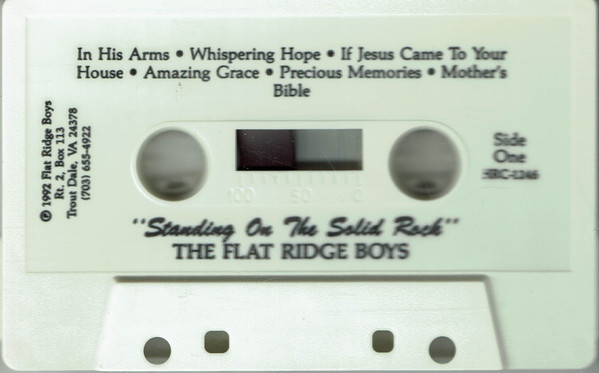 In His Arms • Whispering Hope • If Jesus Came To Your
House • Amazing Grace • Precious Memories • Mother's
Bible
℗ 1992 Flat Ridge Boys
Rt. 2, Box 113
Trout Dale, VA 24378
(703) 655-4922
Side
One
HRC-1246
100 50 0
"Standing On The Solid Rock"
THE FLAT RIDGE BOYS